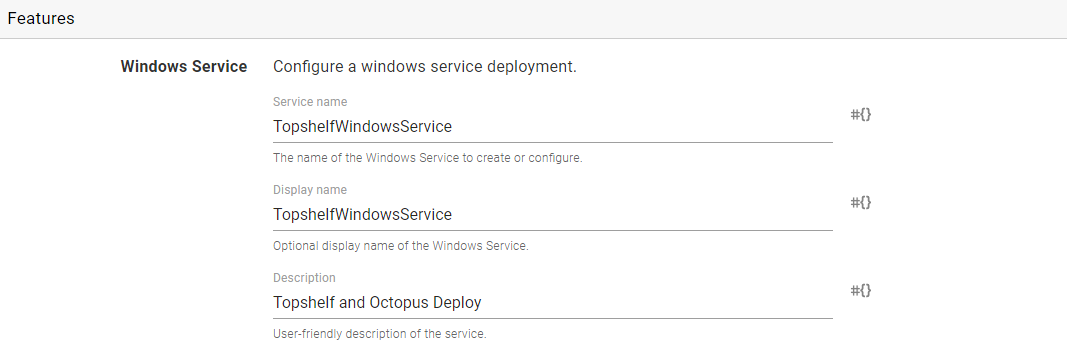 Features
Windows Service Configure a windows service deployment.
Service name
TopshelfWindowsService #{}
The name of the Windows Service to create or configure.
Display name
TopshelfWindowsService #{}
Optional display name of the Windows Service.
Description
Topshelf and Octopus Deploy #{}
User-friendly description of the service.